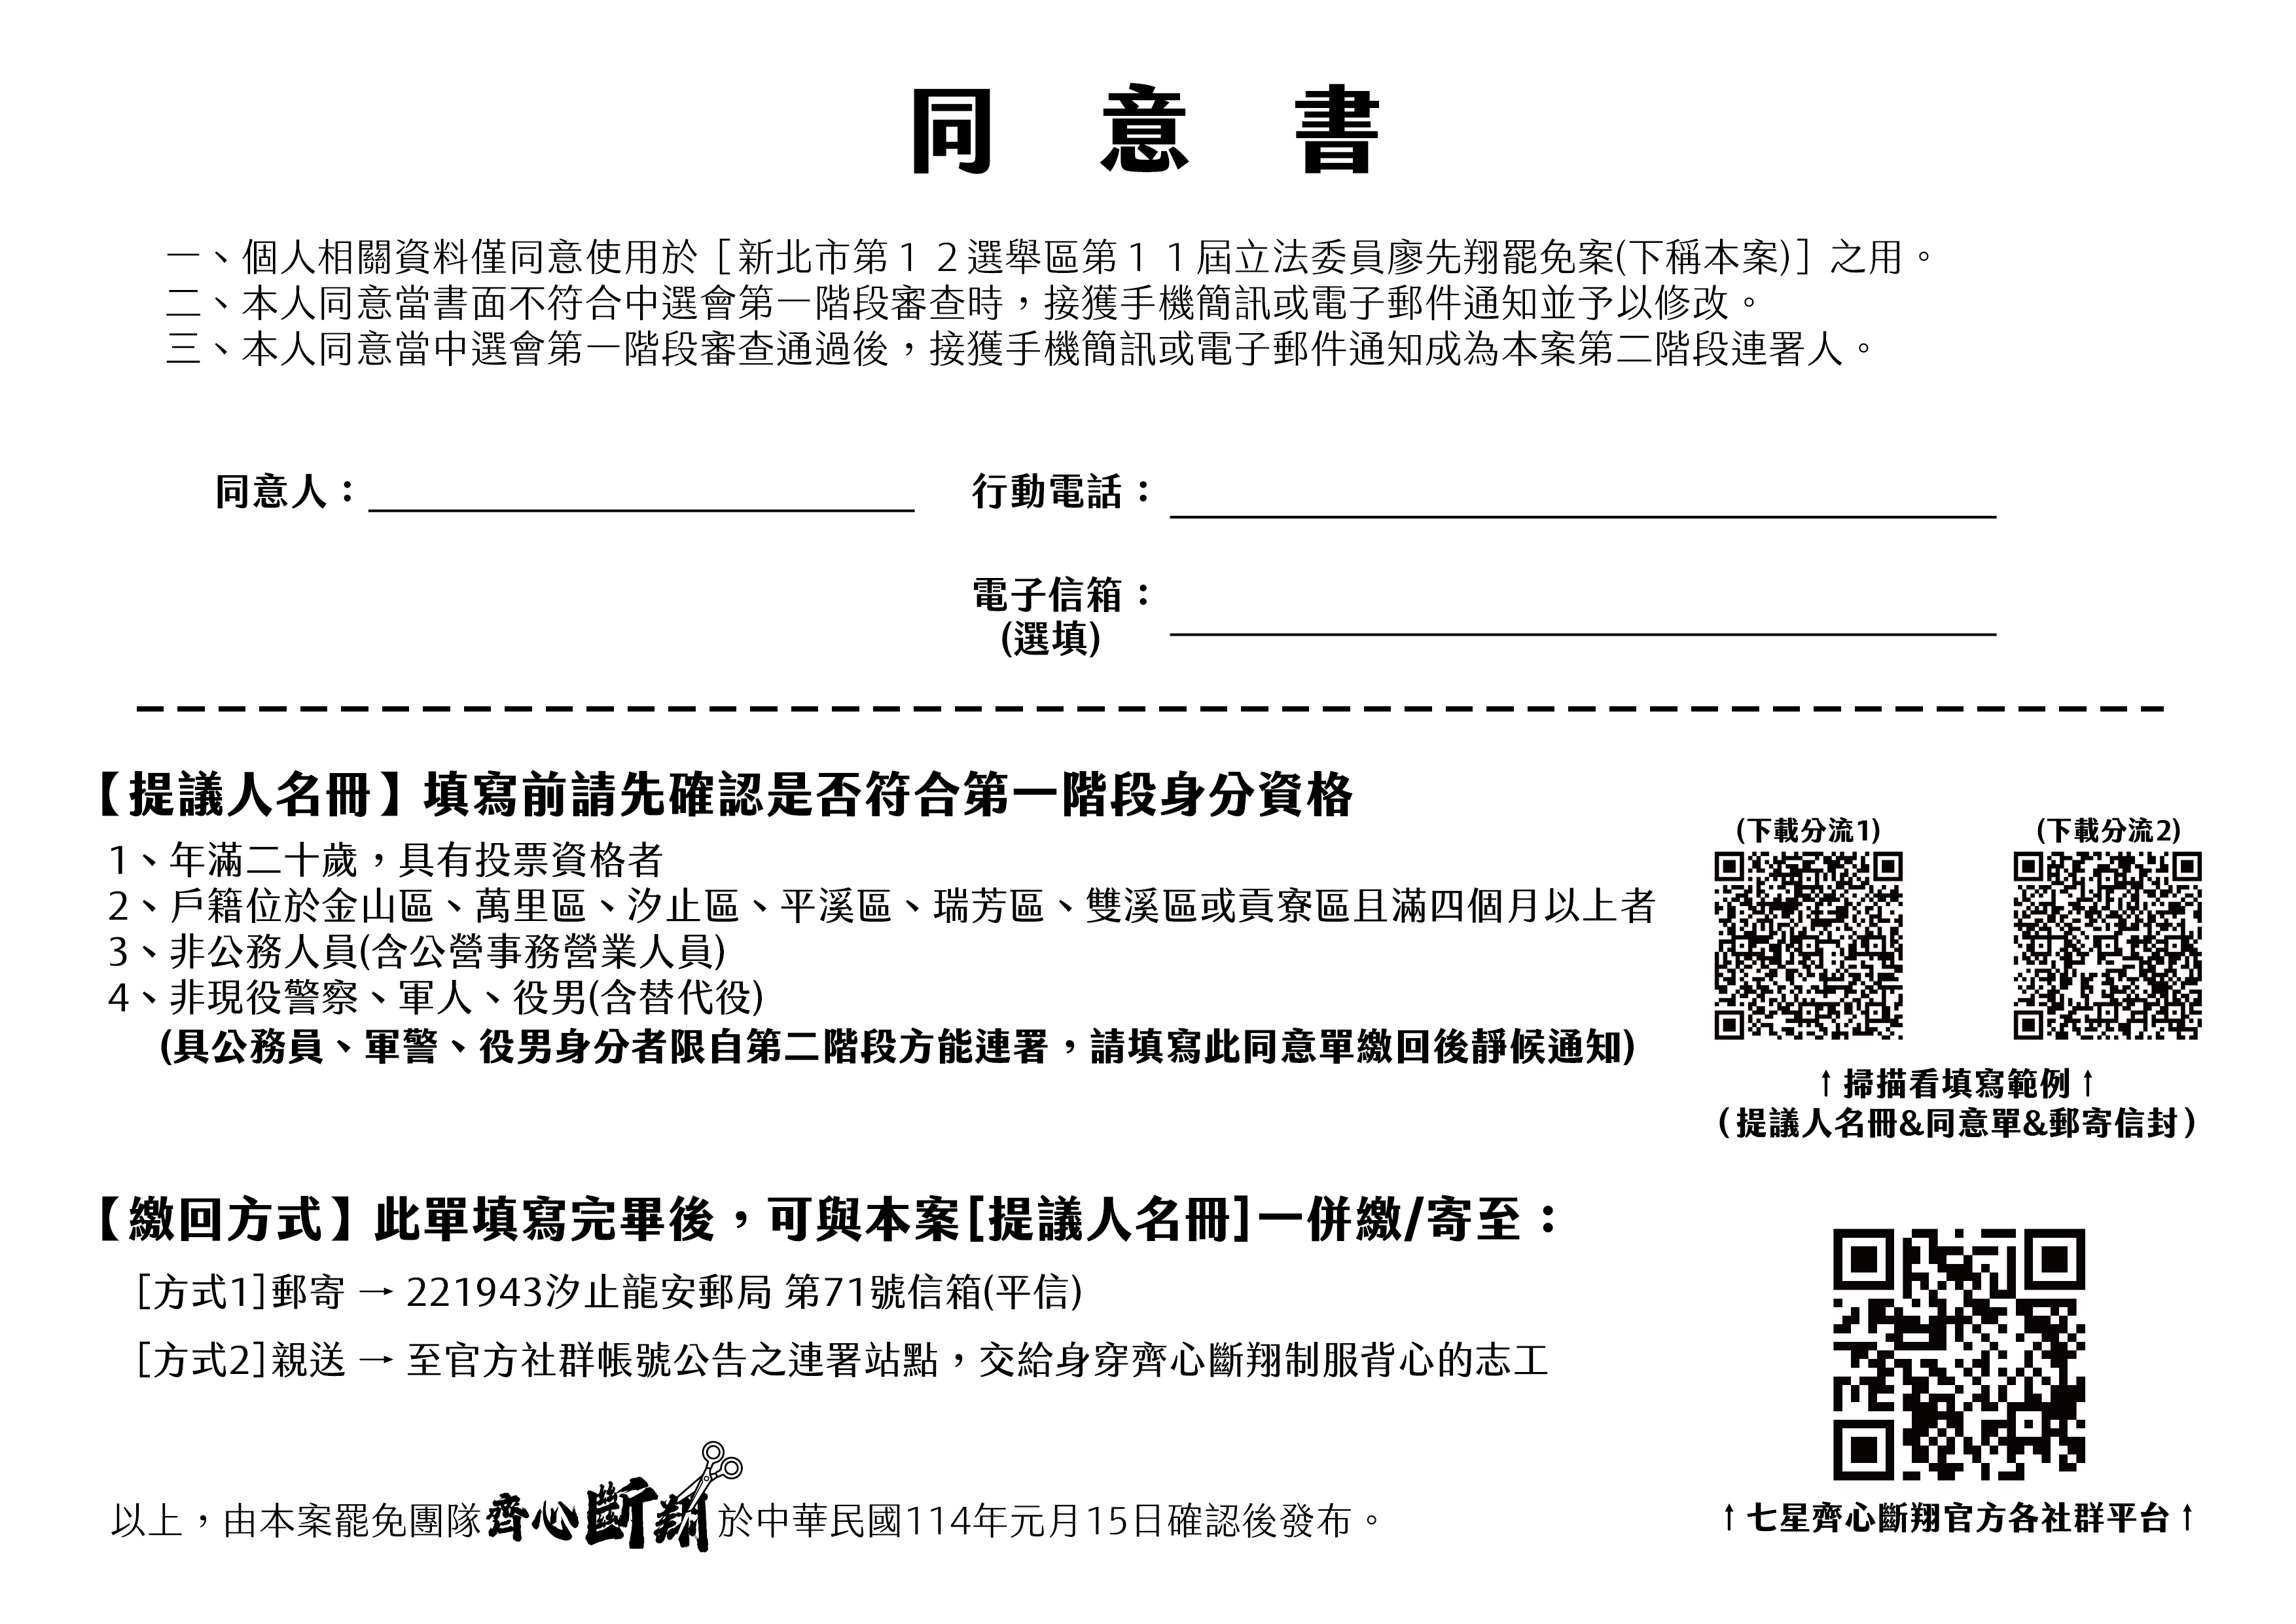 同 意 書
一、個人相關資料僅同意使用於［新北市第１２選舉區第１１屆立法委員廖先翔罷免案(下稱本案)］之用。
二、本人同意當書面不符合中選會第一階段審查時，接獲手機簡訊或電子郵件通知並予以修改。
三、本人同意當中選會第一階段審查通過後，接獲手機簡訊或電子郵件通知成為本案第二階段連署人。
同意人：
行動電話：
電子信箱：
(選填)
【提議人名冊】填寫前請先確認是否符合第一階段身分資格
1、年滿二十歲，具有投票資格者
2、戶籍位於金山區、萬里區、汐止區、平溪區、瑞芳區、雙溪區或貢寮區且滿四個月以上者
3、非公務人員(含公營事務營業人員)
4、非現役警察、軍人、役男(含替代役)
(具公務員、軍警、役男身分者限自第二階段方能連署，請填寫此同意單繳回後靜候通知)
(下載分流1)
(下載分流2)
↑掃描看填寫範例↑
（提議人名冊&同意單&郵寄信封）
【繳回方式】此單填寫完畢後，可與本案[提議人名冊]一併繳/寄至：
[方式1]郵寄 → 221943汐止龍安郵局 第71號信箱(平信)
[方式2]親送 → 至官方社群帳號公告之連署站點，交給身穿齊心斷翔制服背心的志工
以上，由本案罷免團隊齊心斷翔於中華民國114年元月15日確認後發布。
↑七星齊心斷翔官方各社群平台↑